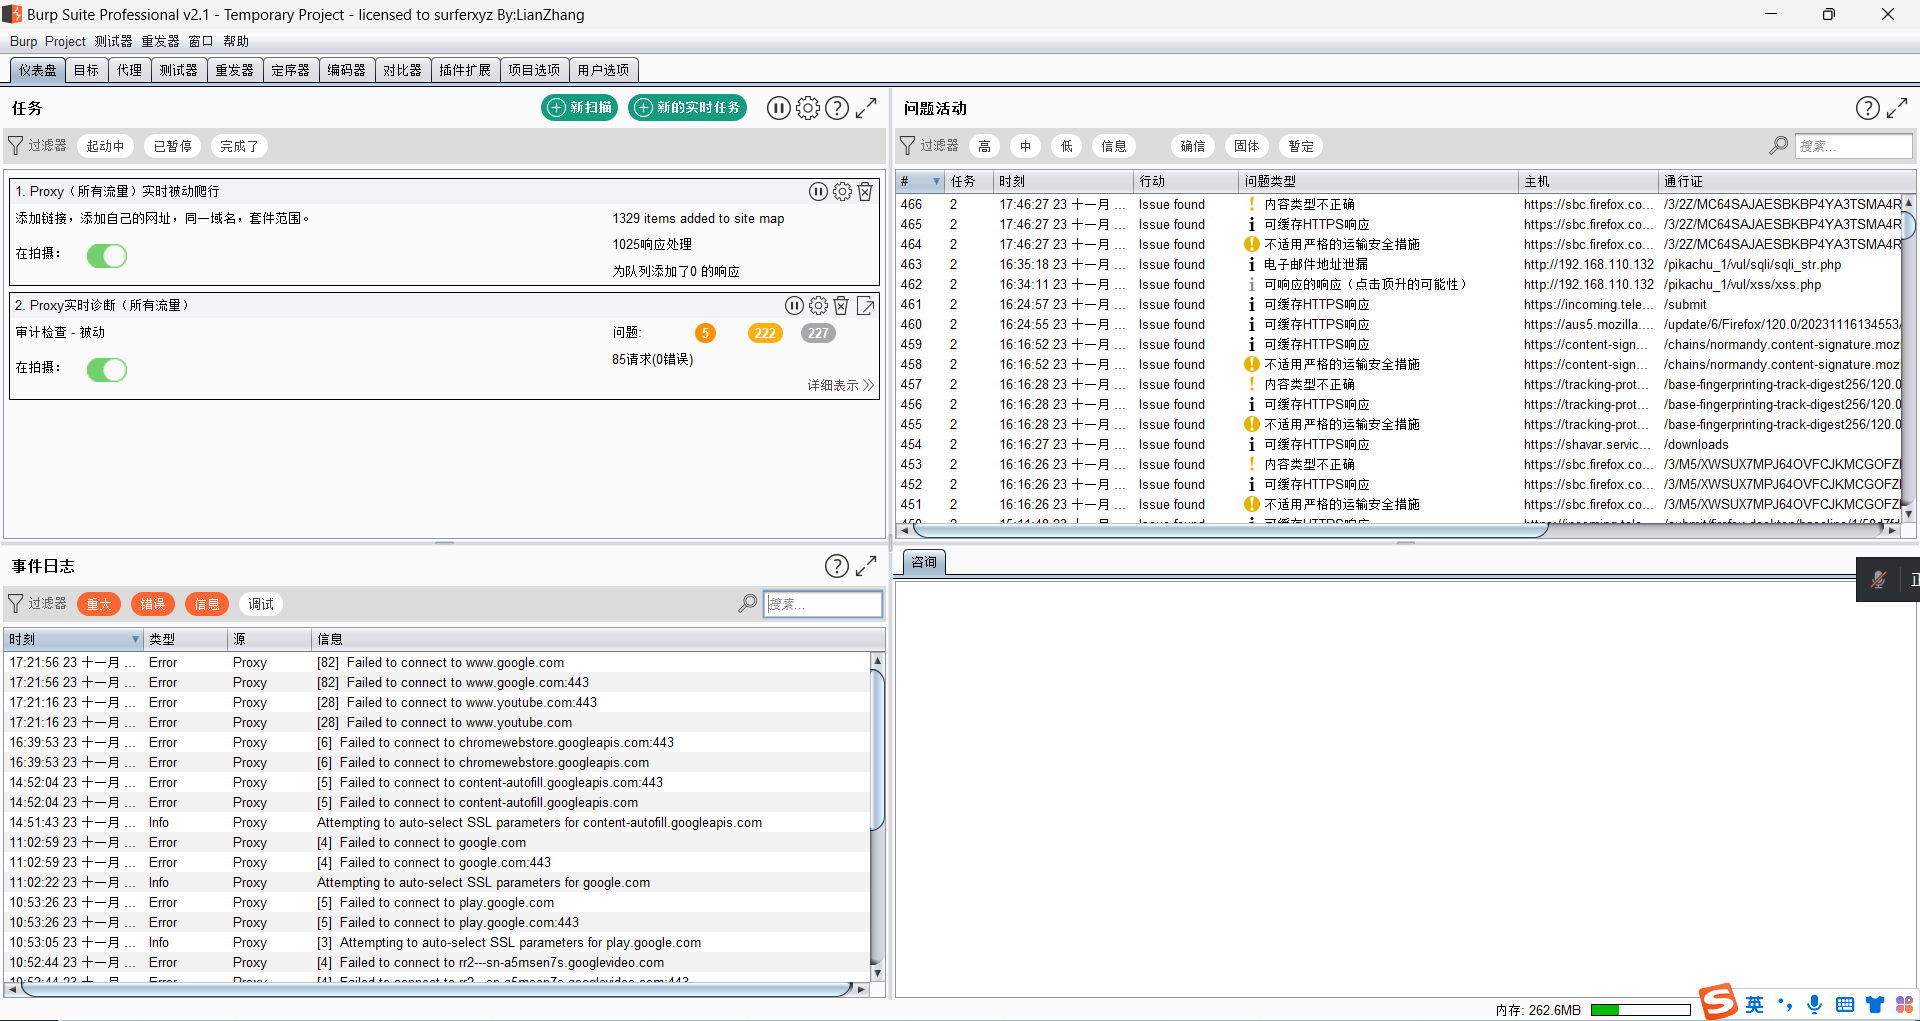 Burp Suite Professional v2.1 - Temporary Project - licensed to surferxyz By:LianZhang
Burp Project 测试器 重发器 窗口 帮助
仪表盘 目标 代理 测试器 重发器 定序器 编码器 对比器 插件扩展 项目选项 用户选项
任务 新扫描 新的实时任务
过滤器 起动中 已暂停 完成了
1. Proxy（所有流量）实时被动爬行
添加链接，添加自己的网址，同一域名，套件范围。 1329 items added to site map
1025响应处理
在拍摄：
为队列添加了0 的响应
2. Proxy实时诊断（所有流量）
审计检查 - 被动 问题: 5 222 227
85请求(0错误)
在拍摄：
详细表示
问题活动
过滤器 高 中 低 信息 确信 固体 暂定 搜索...
# 任务 时刻 行动 问题类型 主机 通行证
466 2 17:46:27 23 十一月 ... Issue found 内容类型不正确 https://sbc.firefox.co... /3/2Z/MC64SAJAESBKBP4YA3TSMA4R
465 2 17:46:27 23 十一月 ... Issue found 可缓存HTTPS响应 https://sbc.firefox.co... /3/2Z/MC64SAJAESBKBP4YA3TSMA4R
464 2 17:46:27 23 十一月 ... Issue found 不适用严格的运输安全措施 https://sbc.firefox.co... /3/2Z/MC64SAJAESBKBP4YA3TSMA4R
463 2 16:35:18 23 十一月 ... Issue found 电子邮件地址泄漏 http://192.168.110.132 /pikachu_1/vul/sqli/sqli_str.php
462 2 16:34:11 23 十一月 ... Issue found 可响应的响应（点击顶升的可能性） http://192.168.110.132 /pikachu_1/vul/xss/xss.php
461 2 16:24:57 23 十一月 ... Issue found 可缓存HTTPS响应 https://incoming.tele... /submit
460 2 16:24:55 23 十一月 ... Issue found 可缓存HTTPS响应 https://aus5.mozilla.... /update/6/Firefox/120.0/20231116134553/
459 2 16:16:52 23 十一月 ... Issue found 可缓存HTTPS响应 https://content-sign... /chains/normandy.content-signature.moz
458 2 16:16:52 23 十一月 ... Issue found 不适用严格的运输安全措施 https://content-sign... /chains/normandy.content-signature.moz
457 2 16:16:28 23 十一月 ... Issue found 内容类型不正确 https://tracking-prot... /base-fingerprinting-track-digest256/120.0
456 2 16:16:28 23 十一月 ... Issue found 可缓存HTTPS响应 https://tracking-prot... /base-fingerprinting-track-digest256/120.0
455 2 16:16:28 23 十一月 ... Issue found 不适用严格的运输安全措施 https://tracking-prot... /base-fingerprinting-track-digest256/120.0
454 2 16:16:27 23 十一月 ... Issue found 可缓存HTTPS响应 https://shavar.servic... /downloads
453 2 16:16:26 23 十一月 ... Issue found 内容类型不正确 https://sbc.firefox.co... /3/M5/XWSUX7MPJ64OVFCJKMCGOFZ
452 2 16:16:26 23 十一月 ... Issue found 可缓存HTTPS响应 https://sbc.firefox.co... /3/M5/XWSUX7MPJ64OVFCJKMCGOFZ
451 2 16:16:26 23 十一月 ... Issue found 不适用严格的运输安全措施 https://sbc.firefox.co... /3/M5/XWSUX7MPJ64OVFCJKMCGOFZ
事件日志
过滤器 重大 错误 信息 调试 搜索...
时刻 类型 源 信息
17:21:56 23 十一月 ... Error Proxy [82] Failed to connect to www.google.com
17:21:56 23 十一月 ... Error Proxy [82] Failed to connect to www.google.com:443
17:21:16 23 十一月 ... Error Proxy [28] Failed to connect to www.youtube.com:443
17:21:16 23 十一月 ... Error Proxy [28] Failed to connect to www.youtube.com
16:39:53 23 十一月 ... Error Proxy [6] Failed to connect to chromewebstore.googleapis.com:443
16:39:53 23 十一月 ... Error Proxy [6] Failed to connect to chromewebstore.googleapis.com
14:52:04 23 十一月 ... Error Proxy [5] Failed to connect to content-autofill.googleapis.com:443
14:52:04 23 十一月 ... Error Proxy [5] Failed to connect to content-autofill.googleapis.com
14:51:43 23 十一月 ... Info Proxy Attempting to auto-select SSL parameters for content-autofill.googleapis.com
11:02:59 23 十一月 ... Error Proxy [4] Failed to connect to google.com
11:02:59 23 十一月 ... Error Proxy [4] Failed to connect to google.com:443
11:02:22 23 十一月 ... Info Proxy Attempting to auto-select SSL parameters for google.com
10:53:26 23 十一月 ... Error Proxy [5] Failed to connect to play.google.com
10:53:26 23 十一月 ... Error Proxy [5] Failed to connect to play.google.com:443
10:53:05 23 十一月 ... Info Proxy [3] Attempting to auto-select SSL parameters for play.google.com
10:52:44 23 十一月 ... Error Proxy [4] Failed to connect to rr2---sn-a5msen7s.googlevideo.com
咨询
内存: 262.6MB
英